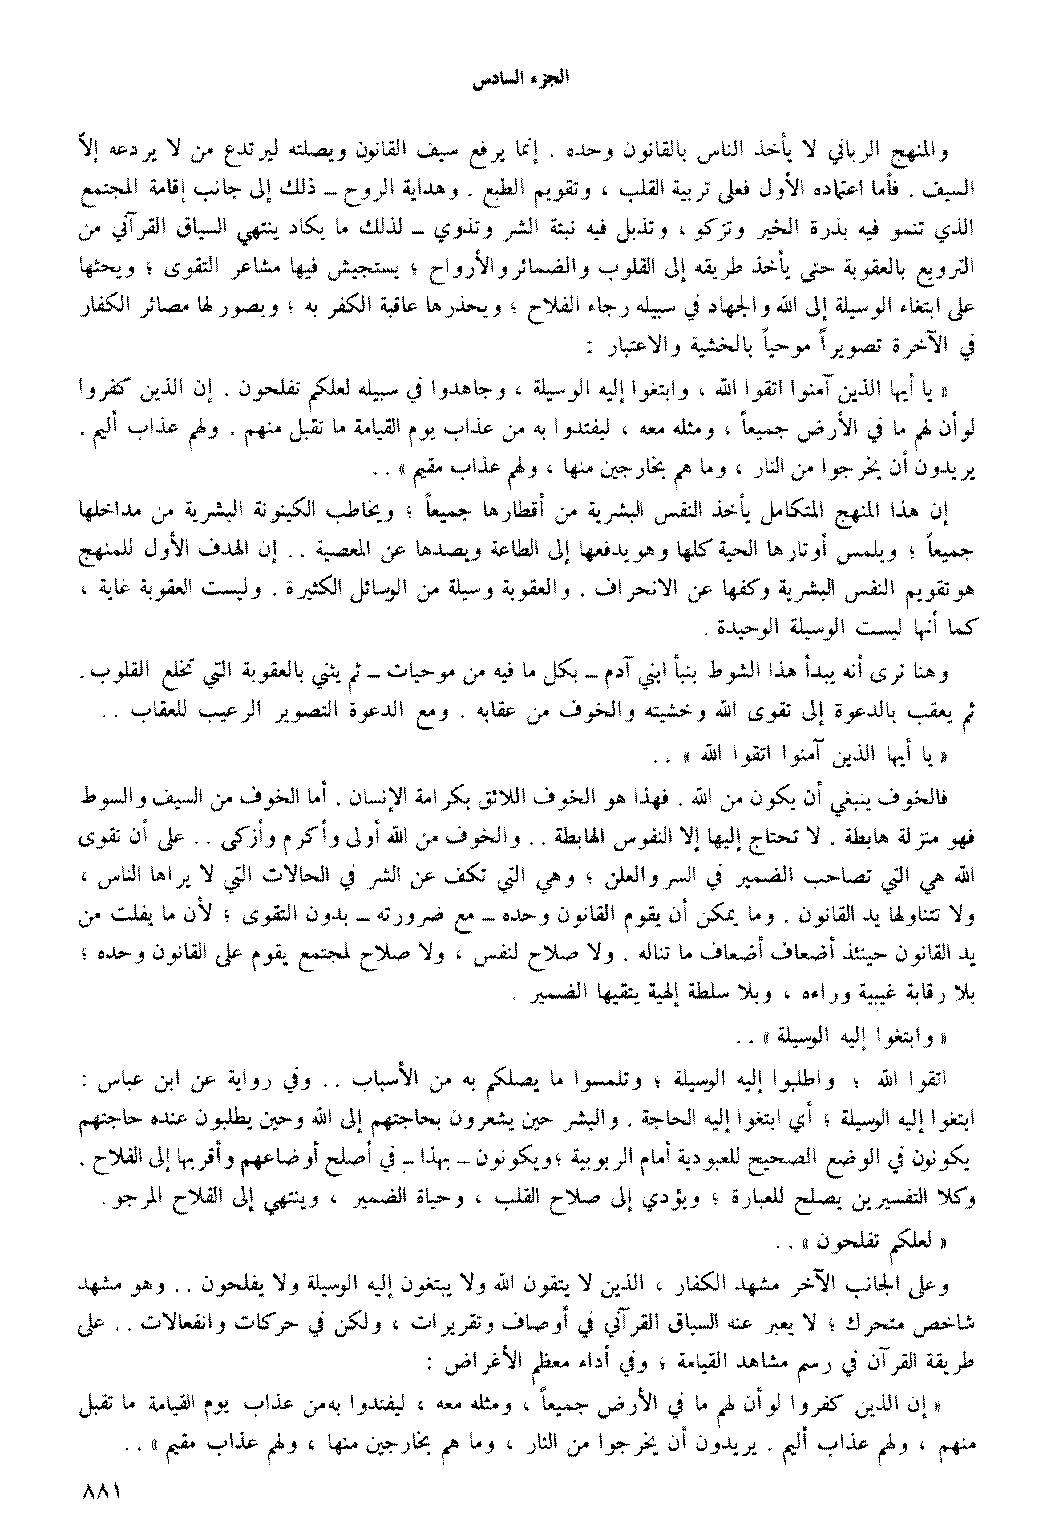 الجزء السادس
والمنهج الرباني لا يأخذ الناس بالقانون وحده . إنما يرفع سيف القانون ويصلته ليرتدع من لا يردعه إلاّ
السيف . فأما اعتماده الأول فعلى تربية القلب ، وتقويم الطبع . وهداية الروح – ذلك إلى جانب إقامة المجتمع
الذي تنمو فيه بذرة الخير وتزكو ، وتذبل فيه نبتة الشر وتذوي – لذلك ما يكاد ينتهي السياق القرآني من
الترويع بالعقوبة حتى يأخذ طريقه إلى القلوب والضمائر والأرواح ؛ يستجيش فيها مشاعر التقوى ؛ ويحثها
على ابتغاء الوسيلة إلى الله والجهاد في سبيله رجاء الفلاح ؛ ويحذرها عاقبة الكفر به ؛ ويصور لها مصائر الكفار
في الآخرة تصويراً موحياً بالخشية والاعتبار :
« يا أيها الذين آمنوا اتقوا الله ، وابتغوا إليه الوسيلة ، وجاهدوا في سبيله لعلكم تفلحون . إن الذين كفروا
لو أن لهم ما في الأرض جميعاً ، ومثله معه ، ليفتدوا به من عذاب يوم القيامة ما تقبل منهم . ولهم عذاب أليم .
يريدون أن يخرجوا من النار ، وما هم بخارجين منها ، ولهم عذاب مقيم » . .
إن هذا المنهج المتكامل يأخذ النفس البشرية من أقطارها جميعاً ؛ ويخاطب الكينونة البشرية من مداخلها
جميعاً ؛ ويلمس أوتارها الحية كلها وهو يدفعها إلى الطاعة ويصدها عن المعصية . . إن الهدف الأول للمنهج
هو تقويم النفس البشرية وكفها عن الانحراف . والعقوبة وسيلة من الوسائل الكثيرة . وليست العقوبة غاية ،
كما أنها ليست الوسيلة الوحيدة .
وهنا نرى أنه يبدأ هذا الشوط بنبأ ابني آدم – بكل ما فيه من موحيات – ثم يثني بالعقوبة التي تخلع القلوب .
ثم يعقب بالدعوة إلى تقوى الله وخشيته والخوف من عقابه . ومع الدعوة التصوير الرعيب للعقاب . .
« يا أيها الذين آمنوا اتقوا الله » . .
فالخوف ينبغي أن يكون من الله . فهذا هو الخوف اللائق بكرامة الإنسان . أما الخوف من السيف والسوط
فهو منزلة هابطة . لا تحتاج إليها إلا النفوس الهابطة . . والخوف من الله أولى وأكرم وأزكى . . على أن تقوى
الله هي التي تصاحب الضمير في السر والعلن ؛ وهي التي تكف عن الشر في الحالات التي لا يراها الناس ،
ولا تتناولها يد القانون . وما يمكن أن يقوم القانون وحده – مع ضرورته – بدون التقوى ؛ لأن ما يفلت من
يد القانون حينئذ أضعاف أضعاف ما تناله . ولا صلاح لنفس ، ولا صلاح لمجتمع يقوم على القانون وحده ؛
بلا رقابة غيبية وراءه ، وبلا سلطة إلهية يتقيها الضمير .
« وابتغوا إليه الوسيلة » . .
اتقوا الله ؛ واطلبوا إليه الوسيلة ؛ وتلمسوا ما يصلكم به من الأسباب . . وفي رواية عن ابن عباس :
ابتغوا إليه الوسيلة ؛ أي ابتغوا إليه الحاجة . والبشر حين يشعرون بحاجتهم إلى الله وحين يطلبون عنده حاجتهم
يكونون في الوضع الصحيح للعبودية أمام الربوبية ؛ ويكونون – بهذا – في أصلح أوضاعهم وأقربها إلى الفلاح .
وكلا التفسيرين يصلح للعبارة ؛ ويؤدي إلى صلاح القلب ، وحياة الضمير ، وينتهي إلى الفلاح المرجو .
« لعلكم تفلحون » . .
وعلى الجانب الآخر مشهد الكفار ، الذين لا يتقون الله ولا يبتغون إليه الوسيلة ولا يفلحون . . وهو مشهد
شاخص متحرك ؛ لا يعبر عنه السياق القرآني في أوصاف وتقريرات ، ولكن في حركات وانفعالات . . على
طريقة القرآن في رسم مشاهد القيامة ؛ وفي أداء معظم الأغراض :
« إن الذين كفروا لو أن لهم ما في الأرض جميعاً ، ومثله معه ، ليفتدوا به من عذاب يوم القيامة ما تقبل
منهم ، ولهم عذاب أليم . يريدون أن يخرجوا من النار ، وما هم بخارجين منها ، ولهم عذاب مقيم » . .
٨٨١